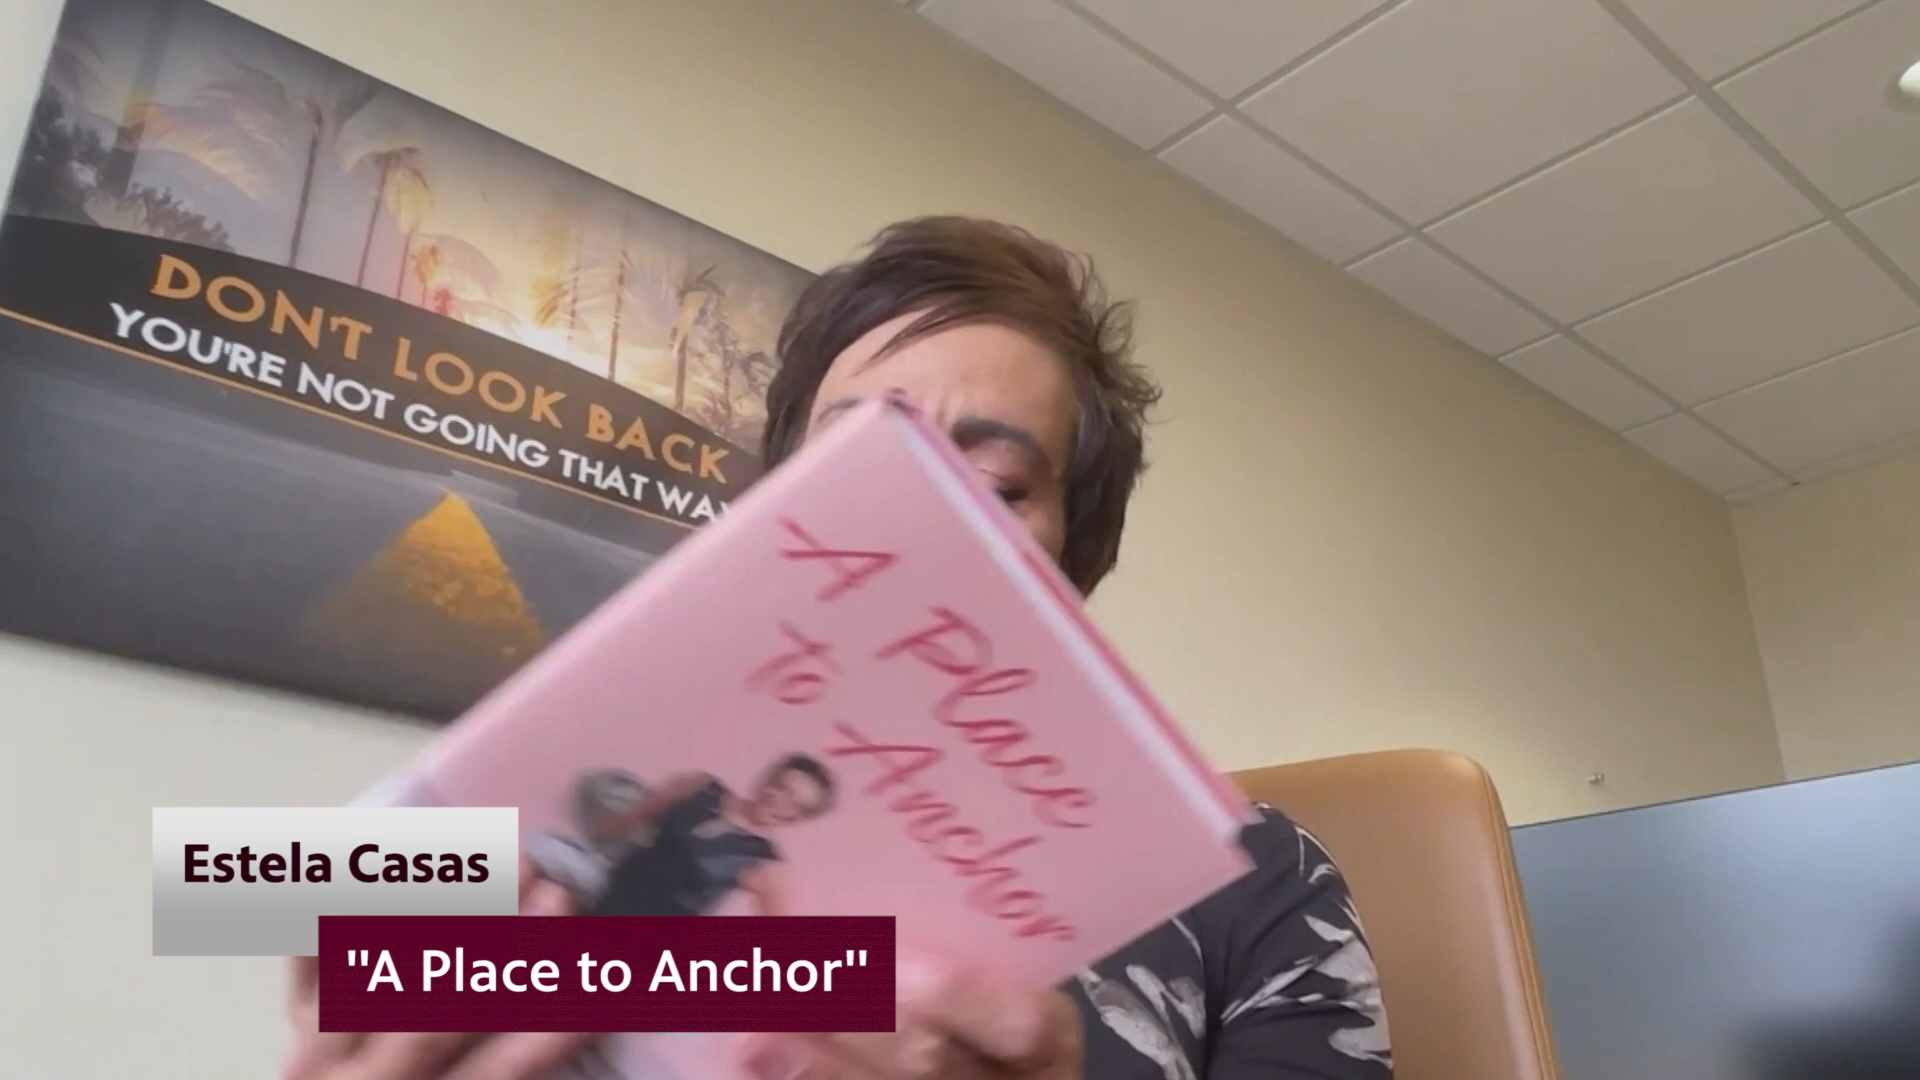 DON'T LOOK BACK
YOU'RE NOT GOING THAT WAY
A Place
to Anchor
Estela Casas
"A Place to Anchor"